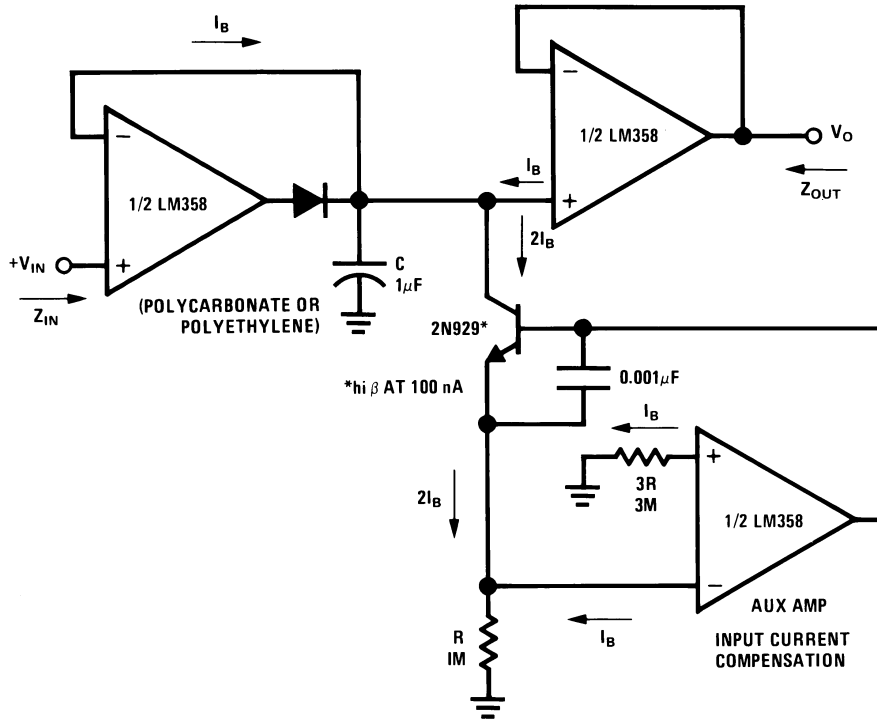 I_B
1/2 LM358
−
+
+V_IN
Z_IN
C
1µF
(POLYCARBONATE OR
POLYETHYLENE)
−
+
1/2 LM358
I_B
V_O
Z_OUT
2I_B
2N929*
*hi β AT 100 nA
0.001µF
I_B
3R
3M
+
−
1/2 LM358
2I_B
I_B
R
IM
AUX AMP
INPUT CURRENT
COMPENSATION